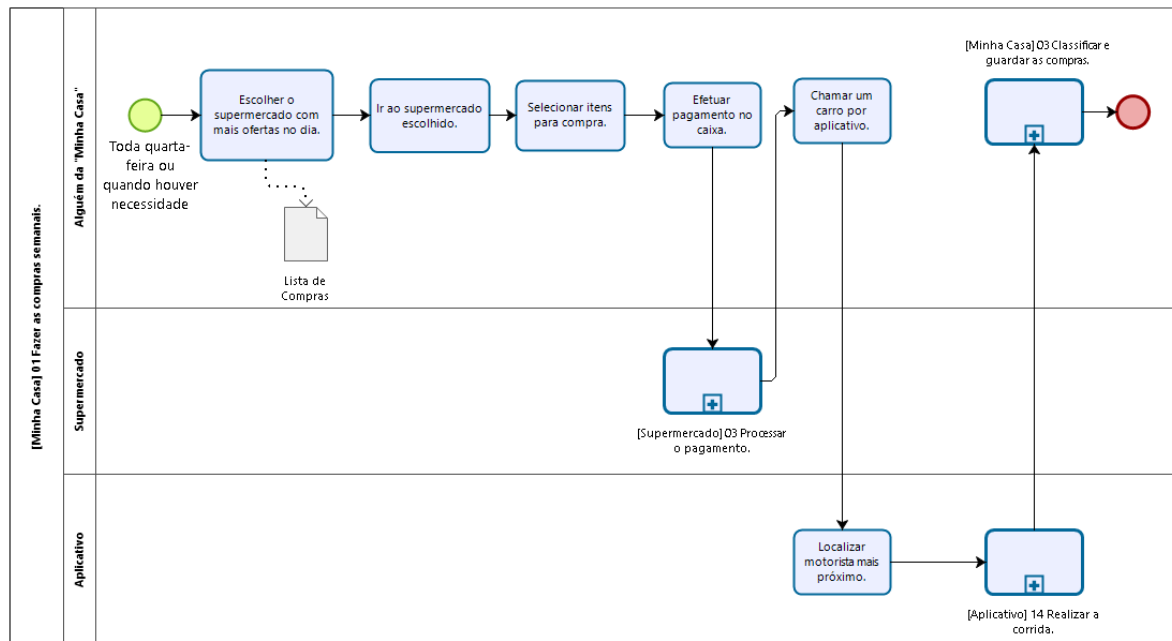 [Minha Casa] 01 Fazer as compras semanais.
Alguém da "Minha Casa"
Toda quarta-
feira ou
quando houver
necessidade
Escolher o
supermercado com
mais ofertas no dia.
Lista de
Compras
Ir ao supermercado
escolhido.
Selecionar itens
para compra.
Efetuar
pagamento no
caixa.
Chamar um
carro por
aplicativo.
[Minha Casa] 03 Classificar e
guardar as compras.
Supermercado
[Supermercado] 03 Processar
o pagamento.
Aplicativo
Localizar
motorista mais
próximo.
[Aplicativo] 14 Realizar a
corrida.